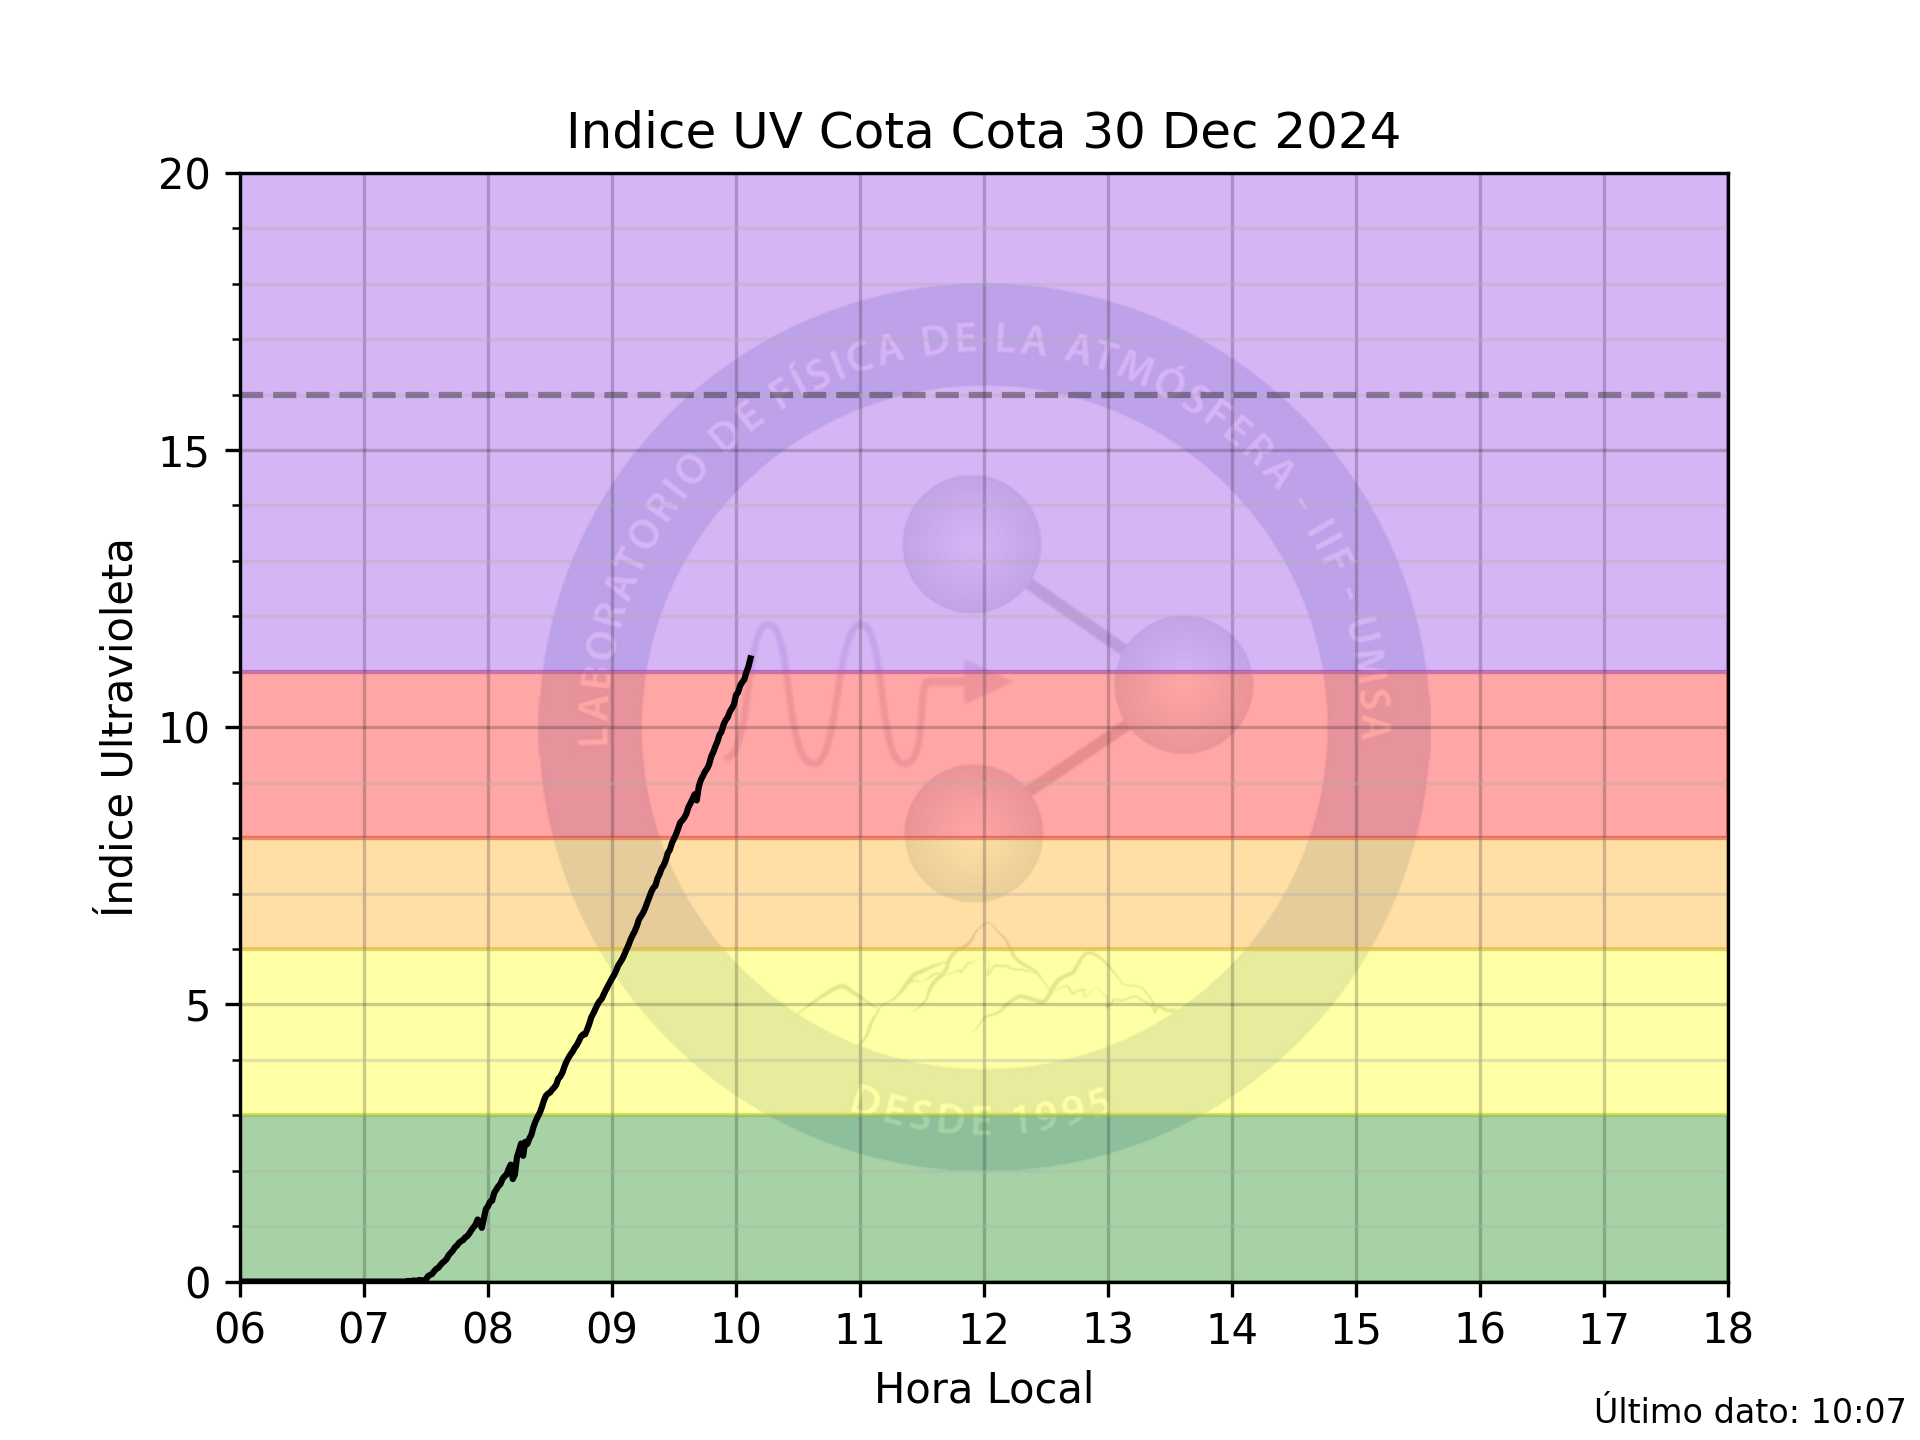 Indice UV Cota Cota 30 Dec 2024
20
15
10
5
0
Índice Ultravioleta
LABORATORIO DE FÍSICA DE LA ATMÓSFERA - IIF - UMSA
DESDE 1995
06 07 08 09 10 11 12 13 14 15 16 17 18
Hora Local
Último dato: 10:07